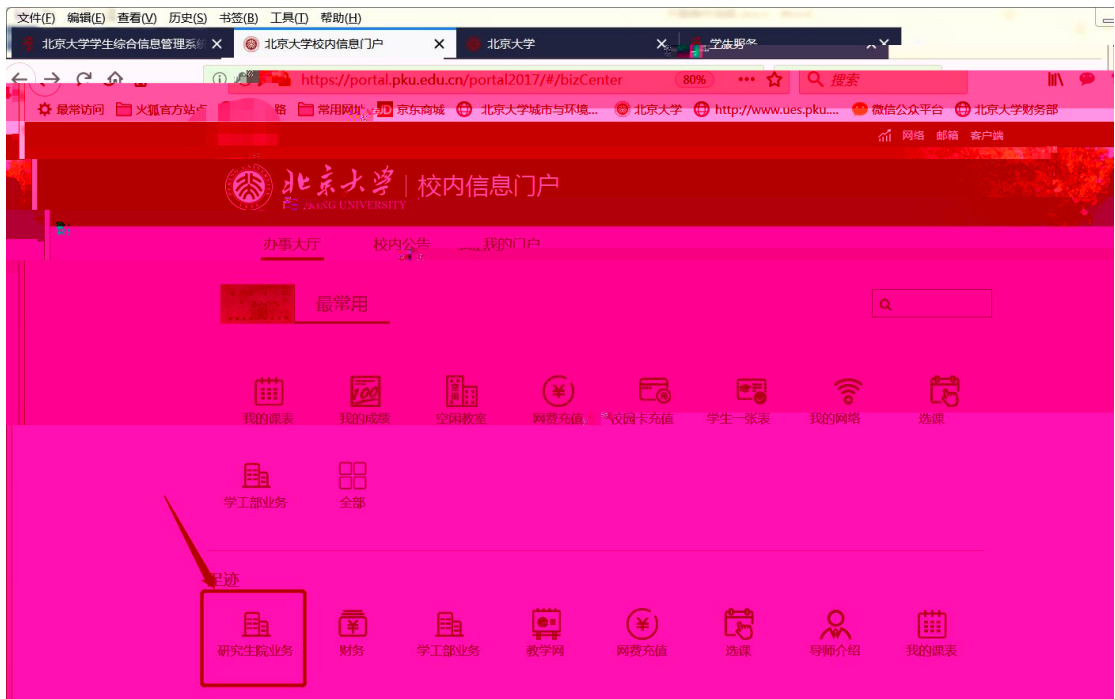 文件(F) 编辑(E) 查看(V) 历史(S) 书签(B) 工具(T) 帮助(H)
北京大学学生综合信息管理系统 × 北京大学校内信息门户 × 北京大学 ×
https://portal.pku.edu.cn/portal2017/#/bizCenter 80% 搜索
最常访问 火狐官方站点 常用网址 JD 京东商城 北京大学城市与环境... 北京大学 http://www.ues.pku.... 微信公众平台 北京大学财务部
网络 邮箱 客户端
北京大学 校内信息门户
PEKING UNIVERSITY
办事大厅 校内公告 我的门户
最常用
我的课表 我的成绩 空闲教室 网费充值 校园卡充值 学生一张表 我的网络 选课
学工部业务 全部
足迹
研究生院业务 财务 学工部业务 教学网 网费充值 选课 导师介绍 我的课表